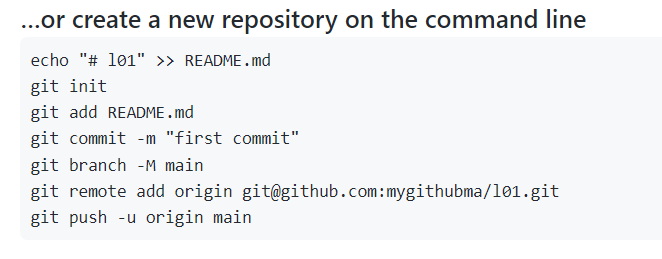 ...or create a new repository on the command line
echo "# l01" >> README.md
git init
git add README.md
git commit -m "first commit"
git branch -M main
git remote add origin git@github.com:mygithubma/l01.git
git push -u origin main